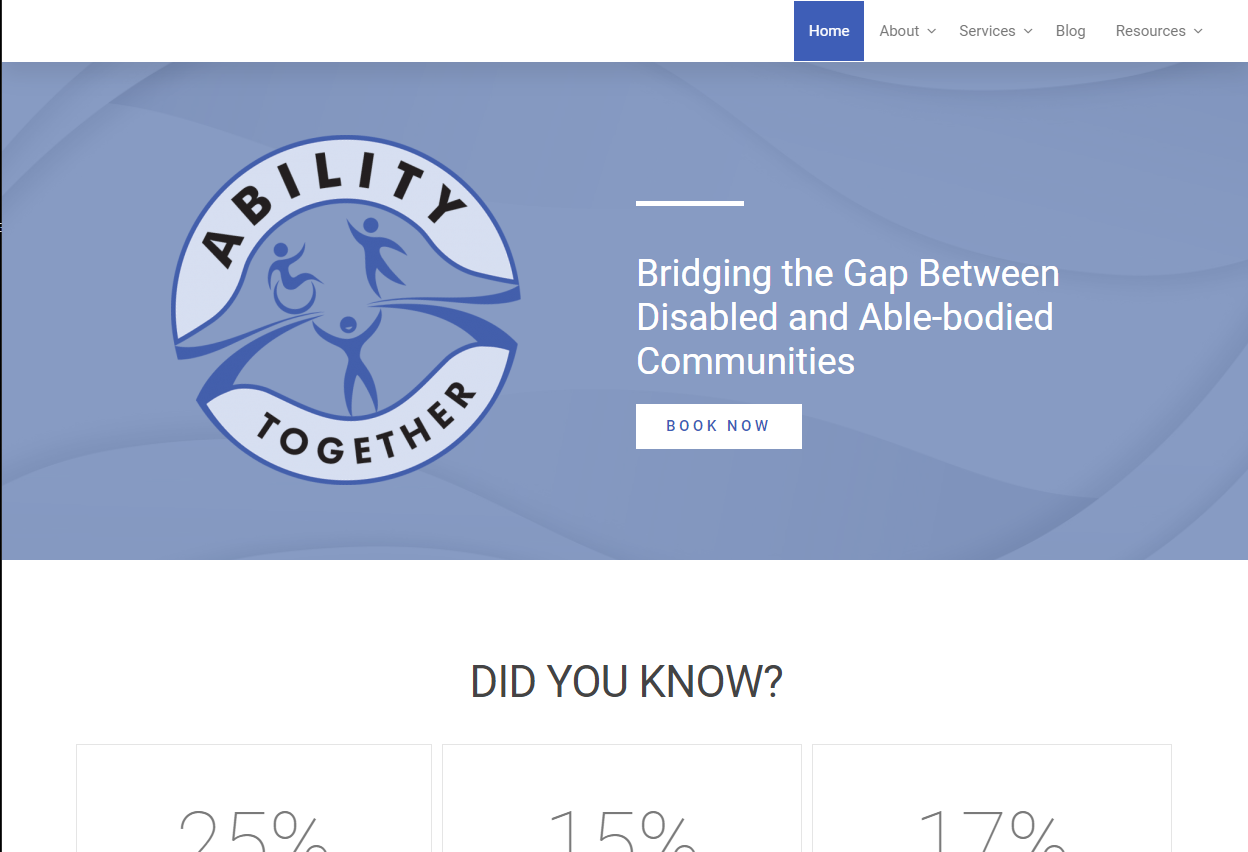 Home
About
Services
Blog
Resources
ABILITY
TOGETHER
Bridging the Gap Between
Disabled and Able-bodied
Communities
BOOK NOW
DID YOU KNOW?
25%
15%
17%